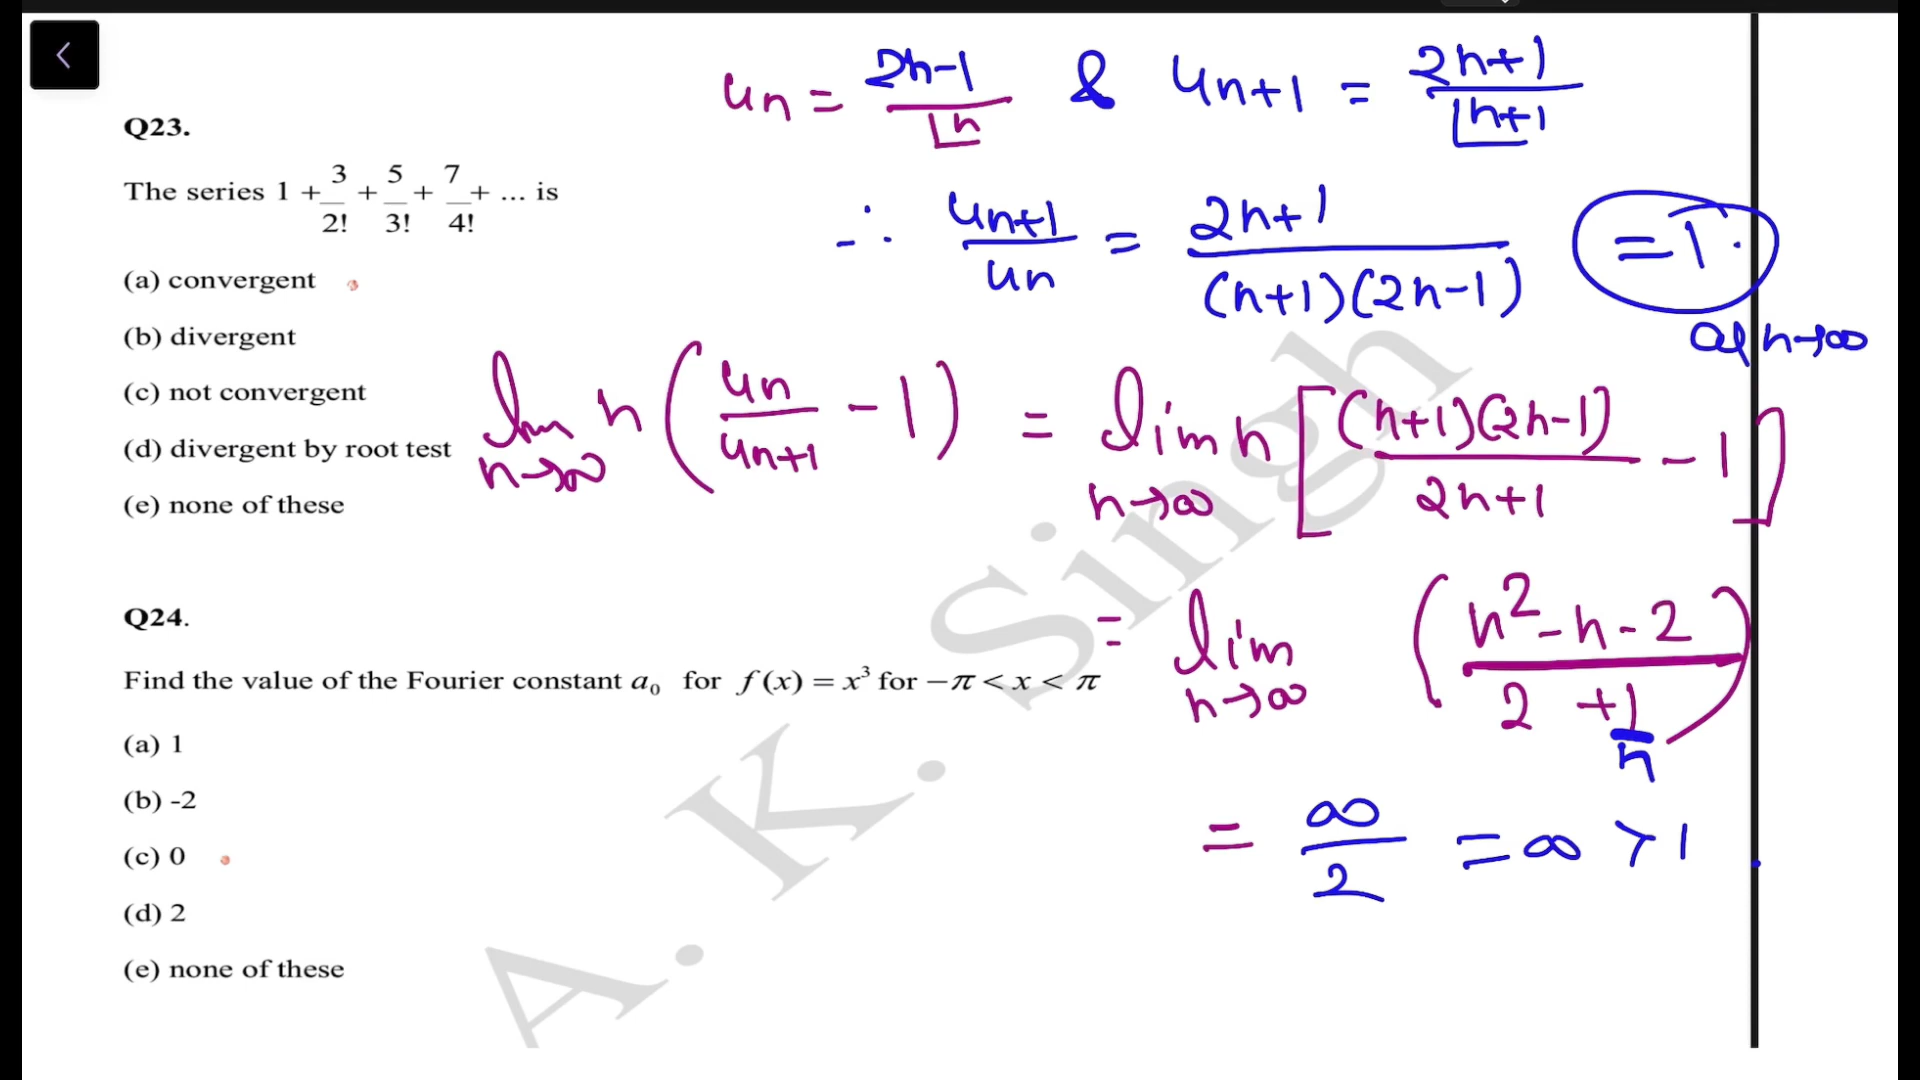 Q23.
The series 1 + 3/2! + 5/3! + 7/4! + ... is
(a) convergent
(b) divergent
(c) not convergent
(d) divergent by root test
(e) none of these
Q24.
Find the value of the Fourier constant a₀ for f(x) = x³ for −π < x < π
(a) 1
(b) -2
(c) 0
(d) 2
(e) none of these
un = 2n-1/⌊n & un+1 = 2n+1/⌊n+1
∴ un+1/un = 2n+1/(n+1)(2n-1) = 1. as n→∞
lim n→∞ n(un/un+1 - 1) = lim n→∞ n[(n+1)(2n-1)/2n+1 - 1]
= lim n→∞ (n²-n-2/2+1/n)
= ∞/2 = ∞ > 1.
A. K. Singh